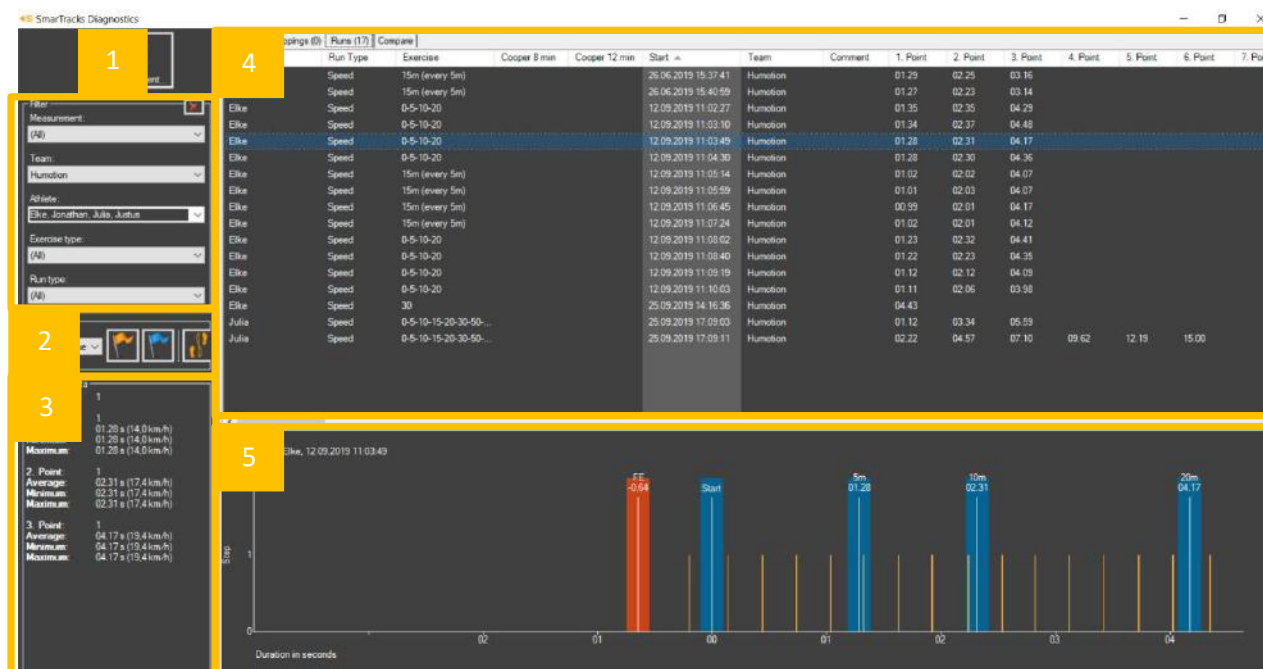 SmarTracks Diagnostics
1
4
ppings (0) Runs (17) Compare
Run Type Exercise Cooper 8 min Cooper 12 min Start Team Comment 1. Point 2. Point 3. Point 4. Point 5. Point 6. Point 7. Po
Speed 15m (every 5m) 26.06.2019 15:37:41 Humotion 01.29 02.25 03.16
Speed 15m (every 5m) 26.06.2019 15:40:59 Humotion 01.27 02.23 03.14
Elke Speed 0-5-10-20 12.09.2019 11:02:27 Humotion 01.35 02.35 04.29
Elke Speed 0-5-10-20 12.09.2019 11:03:10 Humotion 01.34 02.37 04.48
Elke Speed 0-5-10-20 12.09.2019 11:03:49 Humotion 01.28 02.31 04.17
Elke Speed 0-5-10-20 12.09.2019 11:04:30 Humotion 01.28 02.30 04.36
Elke Speed 15m (every 5m) 12.09.2019 11:05:14 Humotion 01.02 02.02 04.07
Elke Speed 15m (every 5m) 12.09.2019 11:05:59 Humotion 01.01 02.03 04.07
Elke Speed 15m (every 5m) 12.09.2019 11:06:45 Humotion 00.99 02.01 04.17
Elke Speed 15m (every 5m) 12.09.2019 11:07:24 Humotion 01.02 02.01 04.12
Elke Speed 0-5-10-20 12.09.2019 11:08:02 Humotion 01.23 02.32 04.41
Elke Speed 0-5-10-20 12.09.2019 11:08:40 Humotion 01.22 02.23 04.35
Elke Speed 0-5-10-20 12.09.2019 11:09:19 Humotion 01.12 02.12 04.09
Elke Speed 0-5-10-20 12.09.2019 11:10:03 Humotion 01.11 02.06 03.98
Elke Speed 30 25.09.2019 14:16:36 Humotion 04.43
Julia Speed 0-5-10-15-20-30-50-... 25.09.2019 17:09:03 Humotion 01.12 03.34 05.59
Julia Speed 0-5-10-15-20-30-50-... 25.09.2019 17:09:11 Humotion 02.22 04.57 07.10 09.62 12.19 15.00
Filter
Measurement:
(All)
Team:
Humotion
Athlete:
Elke, Jonathan, Julia, Justus
Exercise type:
(All)
Run type:
(All)
2
3
1
1
01.28 s (14,0 km/h)
01.28 s (14,0 km/h)
Maximum: 01.28 s (14,0 km/h)
2. Point: 1
Average: 02.31 s (17,4 km/h)
Minimum: 02.31 s (17,4 km/h)
Maximum: 02.31 s (17,4 km/h)
3. Point: 1
Average: 04.17 s (19,4 km/h)
Minimum: 04.17 s (19,4 km/h)
Maximum: 04.17 s (19,4 km/h)
5
Elke, 12.09.2019 11:03:49
FE
-0.64
Start
5m
01.28
10m
02.31
20m
04.17
Step
1
0
02 01 00 01 02 03 04
Duration in seconds